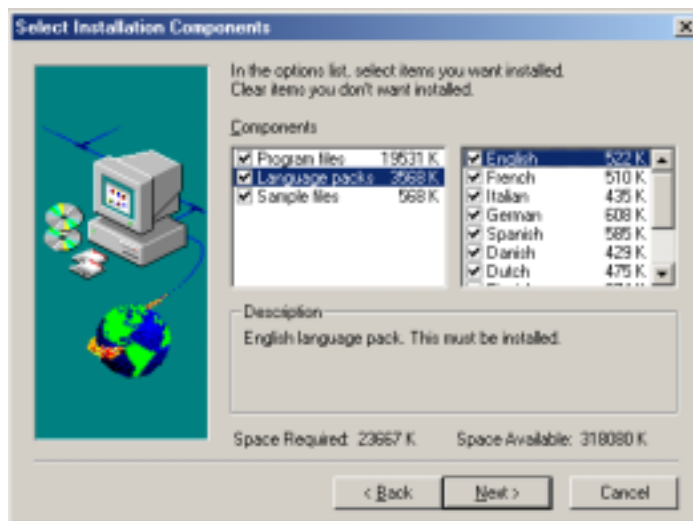 Select Installation Components
In the options list, select items you want installed.
Clear items you don't want installed.
Components
Program files 19531 K
Language packs 3568 K
Sample files 568 K
English 522 K
French 510 K
Italian 435 K
German 608 K
Spanish 585 K
Danish 429 K
Dutch 475 K
Description
English language pack. This must be installed.
Space Required: 23667 K Space Available: 318080 K
< Back Next > Cancel